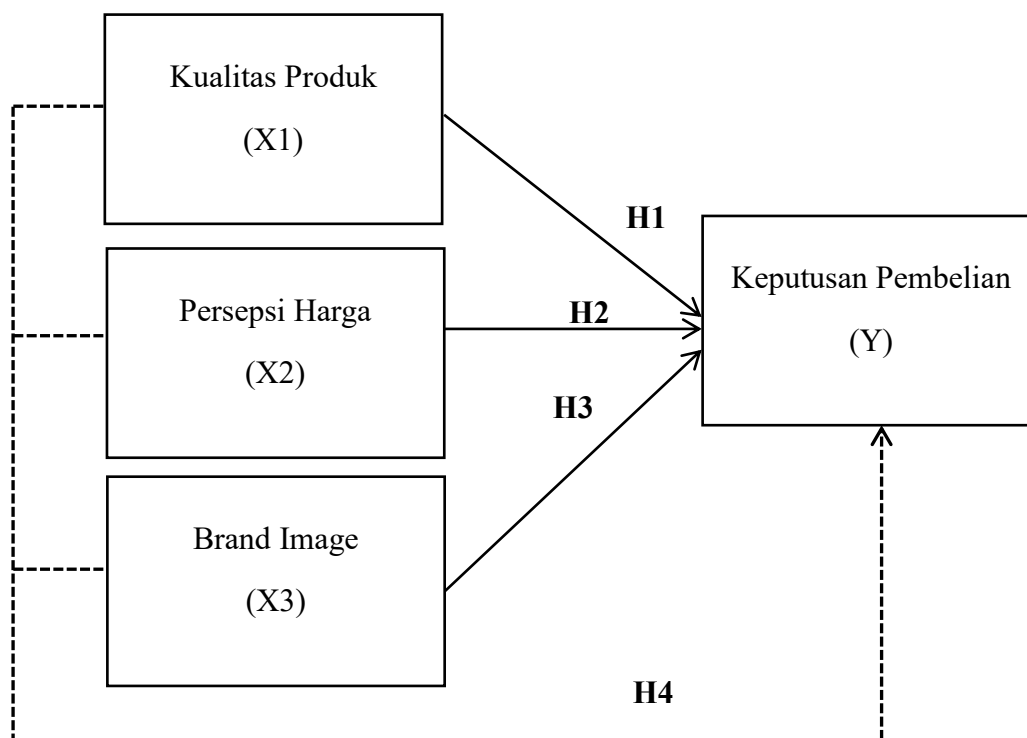 Kualitas Produk
(X1)
H1
Persepsi Harga
(X2)
H2
Keputusan Pembelian
(Y)
H3
Brand Image
(X3)
H4